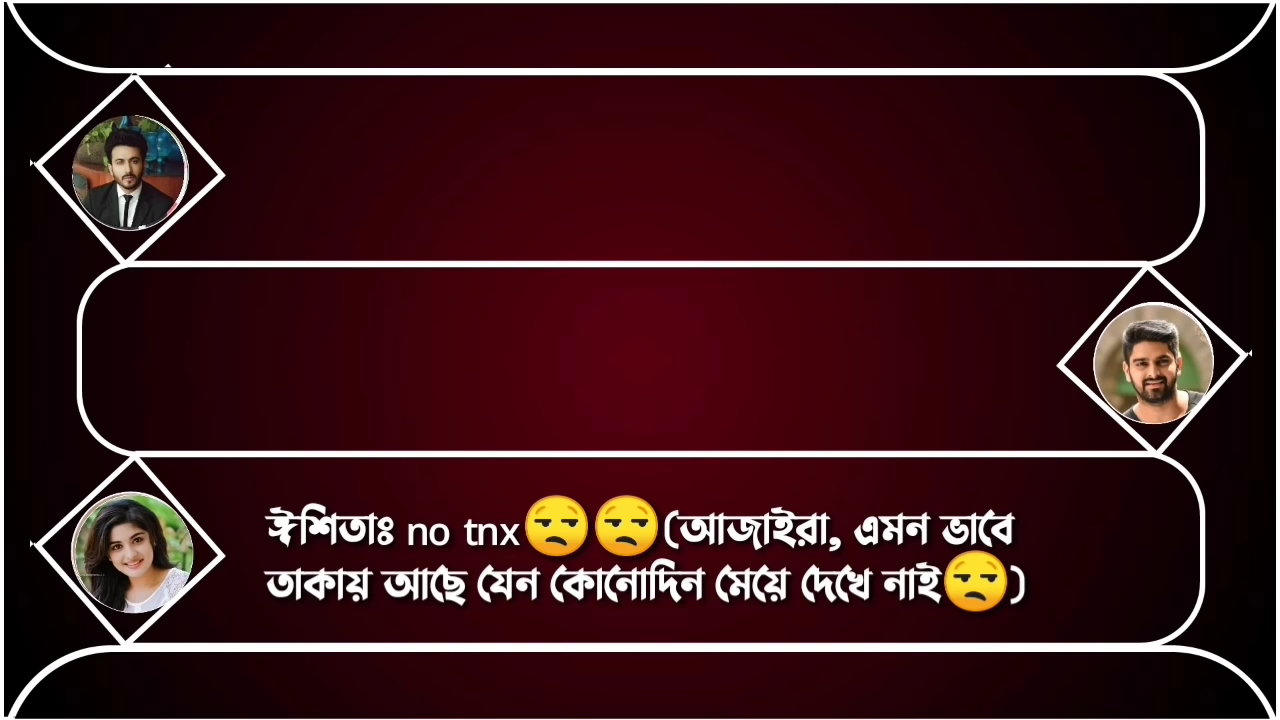 ঈশিতাঃ no tnx😒😒(আজাইরা, এমন ভাবে
তাকায় আছে যেন কোনোদিন মেয়ে দেখে নাই😒)